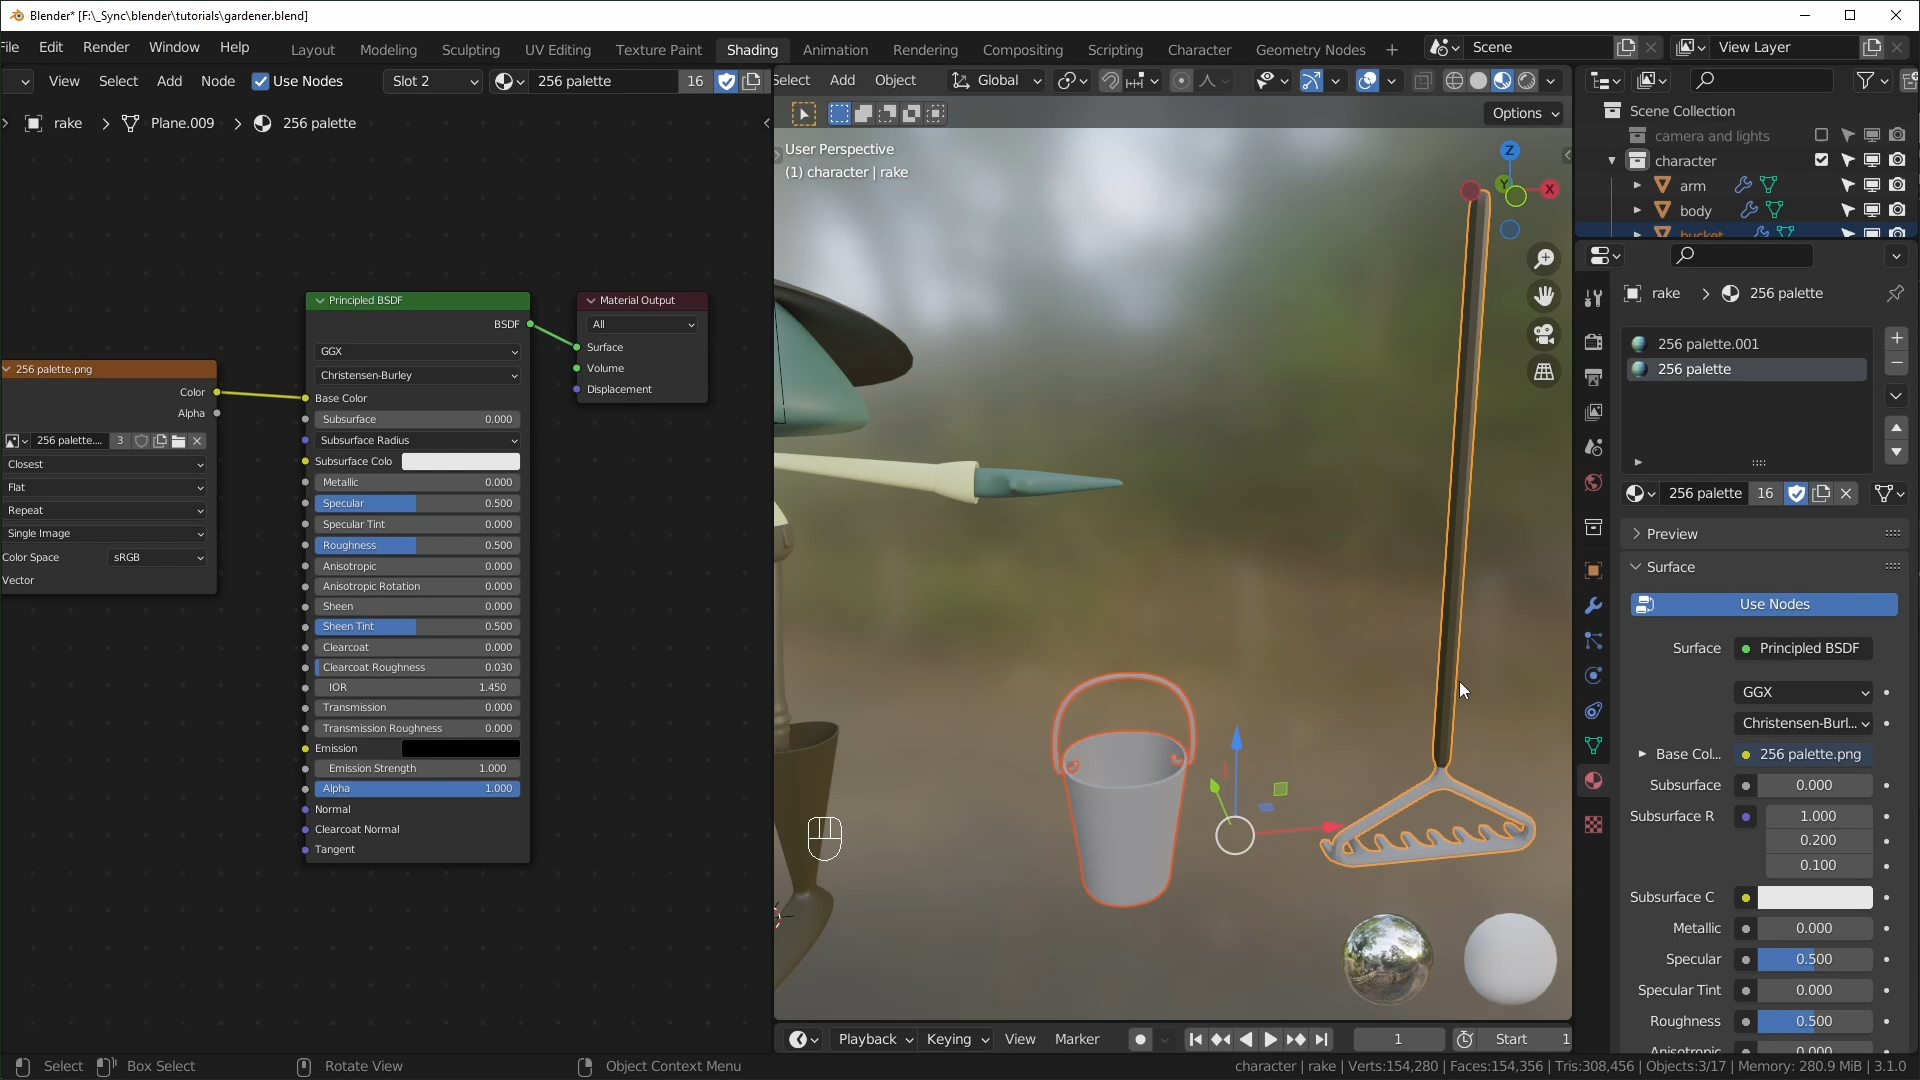 Blender* [F:\_Sync\blender\tutorials\gardener.blend]
File Edit Render Window Help Layout Modeling Sculpting UV Editing Texture Paint Shading Animation Rendering Compositing Scripting Character Geometry Nodes + Scene View Layer
View Select Add Node Use Nodes Slot 2 256 palette 16
Select Add Object Global
Options
rake > Plane.009 > 256 palette
User Perspective
(1) character | rake
Z
Y
X
256 palette.png
Color
Alpha
256 palette.... 3
Closest
Flat
Repeat
Single Image
Color Space sRGB
Vector
Principled BSDF
BSDF
GGX
Christensen-Burley
Base Color
Subsurface 0.000
Subsurface Radius
Subsurface Colo
Metallic 0.000
Specular 0.500
Specular Tint 0.000
Roughness 0.500
Anisotropic 0.000
Anisotropic Rotation 0.000
Sheen 0.000
Sheen Tint 0.500
Clearcoat 0.000
Clearcoat Roughness 0.030
IOR 1.450
Transmission 0.000
Transmission Roughness 0.000
Emission
Emission Strength 1.000
Alpha 1.000
Normal
Clearcoat Normal
Tangent
Material Output
All
Surface
Volume
Displacement
Scene Collection
camera and lights
character
arm
body
bucket
rake > 256 palette
256 palette.001
256 palette
256 palette 16
Preview
Surface
Use Nodes
Surface Principled BSDF
GGX
Christensen-Burl...
Base Col... 256 palette.png
Subsurface 0.000
Subsurface R 1.000
0.200
0.100
Subsurface C
Metallic 0.000
Specular 0.500
Specular Tint 0.000
Roughness 0.500
Anisotropic 0.000
Playback Keying View Marker 1 Start 1
Select Box Select Rotate View Object Context Menu
character | rake | Verts:154,280 | Faces:154,356 | Tris:308,456 | Objects:3/17 | Memory: 280.9 MiB | 3.1.0